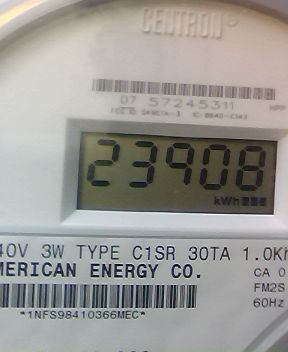 CENTRON
07 57245311
23908
kWh
40V 3W TYPE C1SR 30TA 1.0Kh
MERICAN ENERGY CO.
CA 0
FM2S
60Hz
*1NFS98410366MEC*